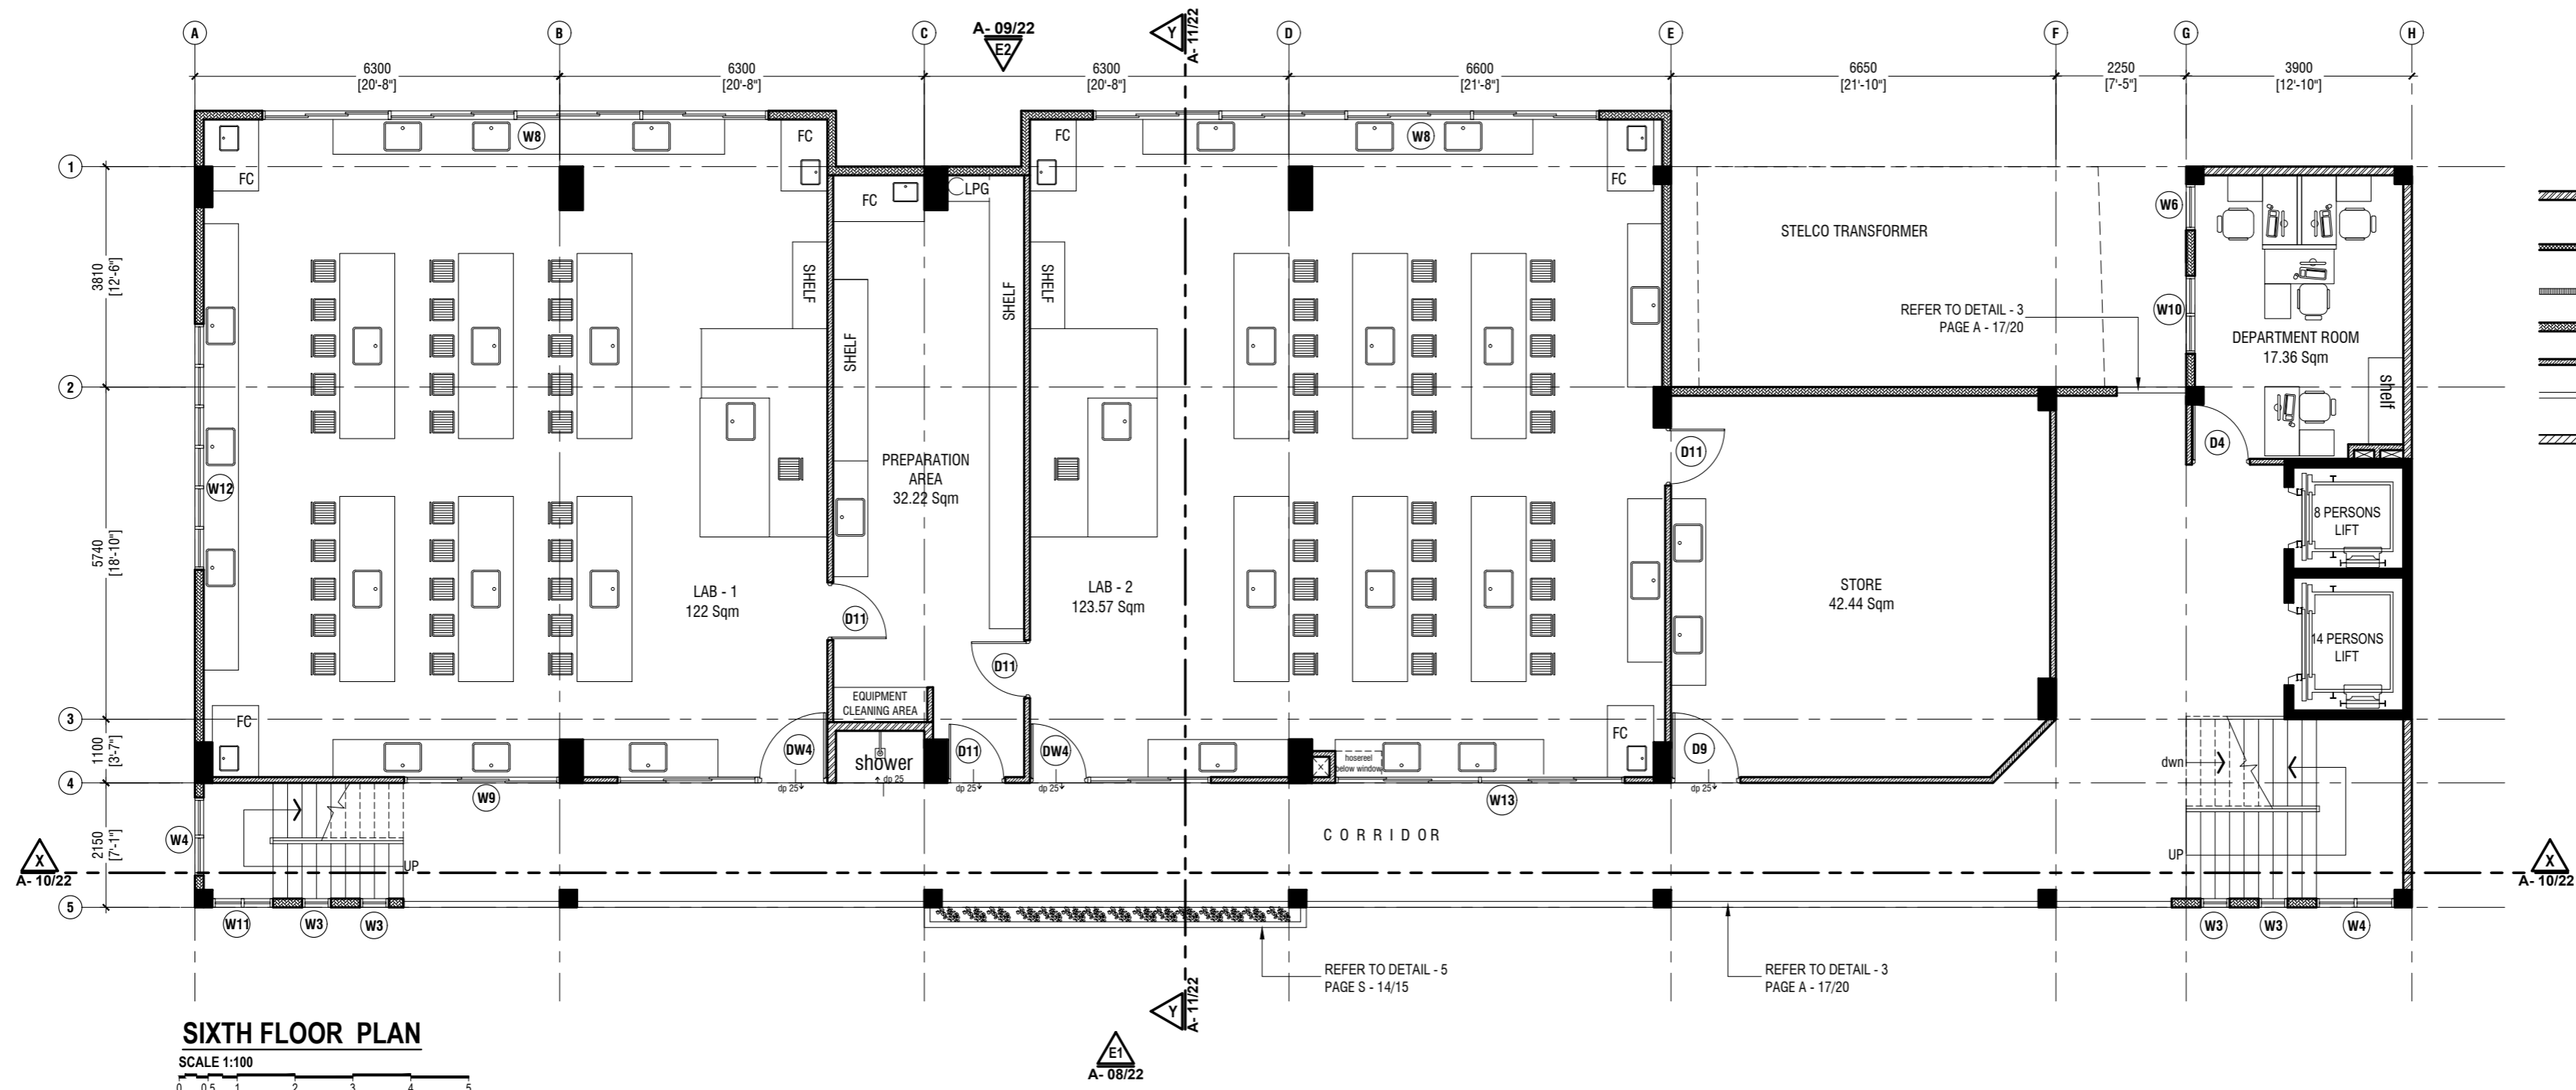 A- 09/22
E2
Y
A- 11/22
A
B
C
D
E
F
G
H
6300
[20'-8"]
6300
[20'-8"]
6300
[20'-8"]
6600
[21'-8"]
6650
[21'-10"]
2250
[7'-5"]
3900
[12'-10"]
1
2
3
4
5
3810
[12'-6"]
5740
[18'-10"]
1100
[3'-7"]
2150
[7'-1"]
FC
W8
FC
FC
W8
FC
FC
LPG
SHELF
SHELF
SHELF
SHELF
STELCO TRANSFORMER
REFER TO DETAIL - 3
PAGE A - 17/20
W6
W10
DEPARTMENT ROOM
17.36 Sqm
shelf
D4
D11
W12
PREPARATION
AREA
32.22 Sqm
8 PERSONS
LIFT
LAB - 1
122 Sqm
D11
LAB - 2
123.57 Sqm
STORE
42.44 Sqm
D11
14 PERSONS
LIFT
EQUIPMENT
CLEANING AREA
FC
FC
DW4
shower
dp 25
D11
DW4
hosereel
below window
D9
dp 25
dp 25
dp 25
dp 25
dwn
W9
W13
W4
C O R R I D O R
UP
UP
X
A- 10/22
X
A- 10/22
W11
W3
W3
W3
W3
W4
REFER TO DETAIL - 5
PAGE S - 14/15
REFER TO DETAIL - 3
PAGE A - 17/20
Y
A- 11/22
E1
A- 08/22
SIXTH FLOOR PLAN
SCALE 1:100
0 0.5 1 2 3 4 5